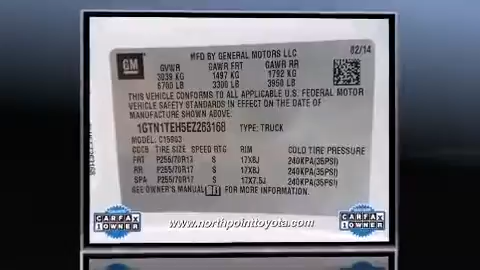 MFD BY GENERAL MOTORS LLC
02/14
GM
GVWR GAWR FRT GAWR RR
3039 KG 1497 KG 1792 KG
6700 LB 3300 LB 3950 LB
THIS VEHICLE CONFORMS TO ALL APPLICABLE U.S. FEDERAL MOTOR
VEHICLE SAFETY STANDARDS IN EFFECT ON THE DATE OF
MANUFACTURE SHOWN ABOVE.
1GTN1TEH5EZ263168 TYPE: TRUCK
MODEL: C15903
TIRE SIZE SPEED RTG RIM COLD TIRE PRESSURE
FRT P255/70R17 S 17X8J 240KPA(35PSI)
RR P255/70R17 S 17X8J 240KPA(35PSI)
SPA P255/70R17 S 17X7.5J 240KPA(35PSI)
SEE OWNER'S MANUAL FOR MORE INFORMATION.
CARFAX
1 OWNER
www.northpointtoyota.com
CARFAX
1 OWNER